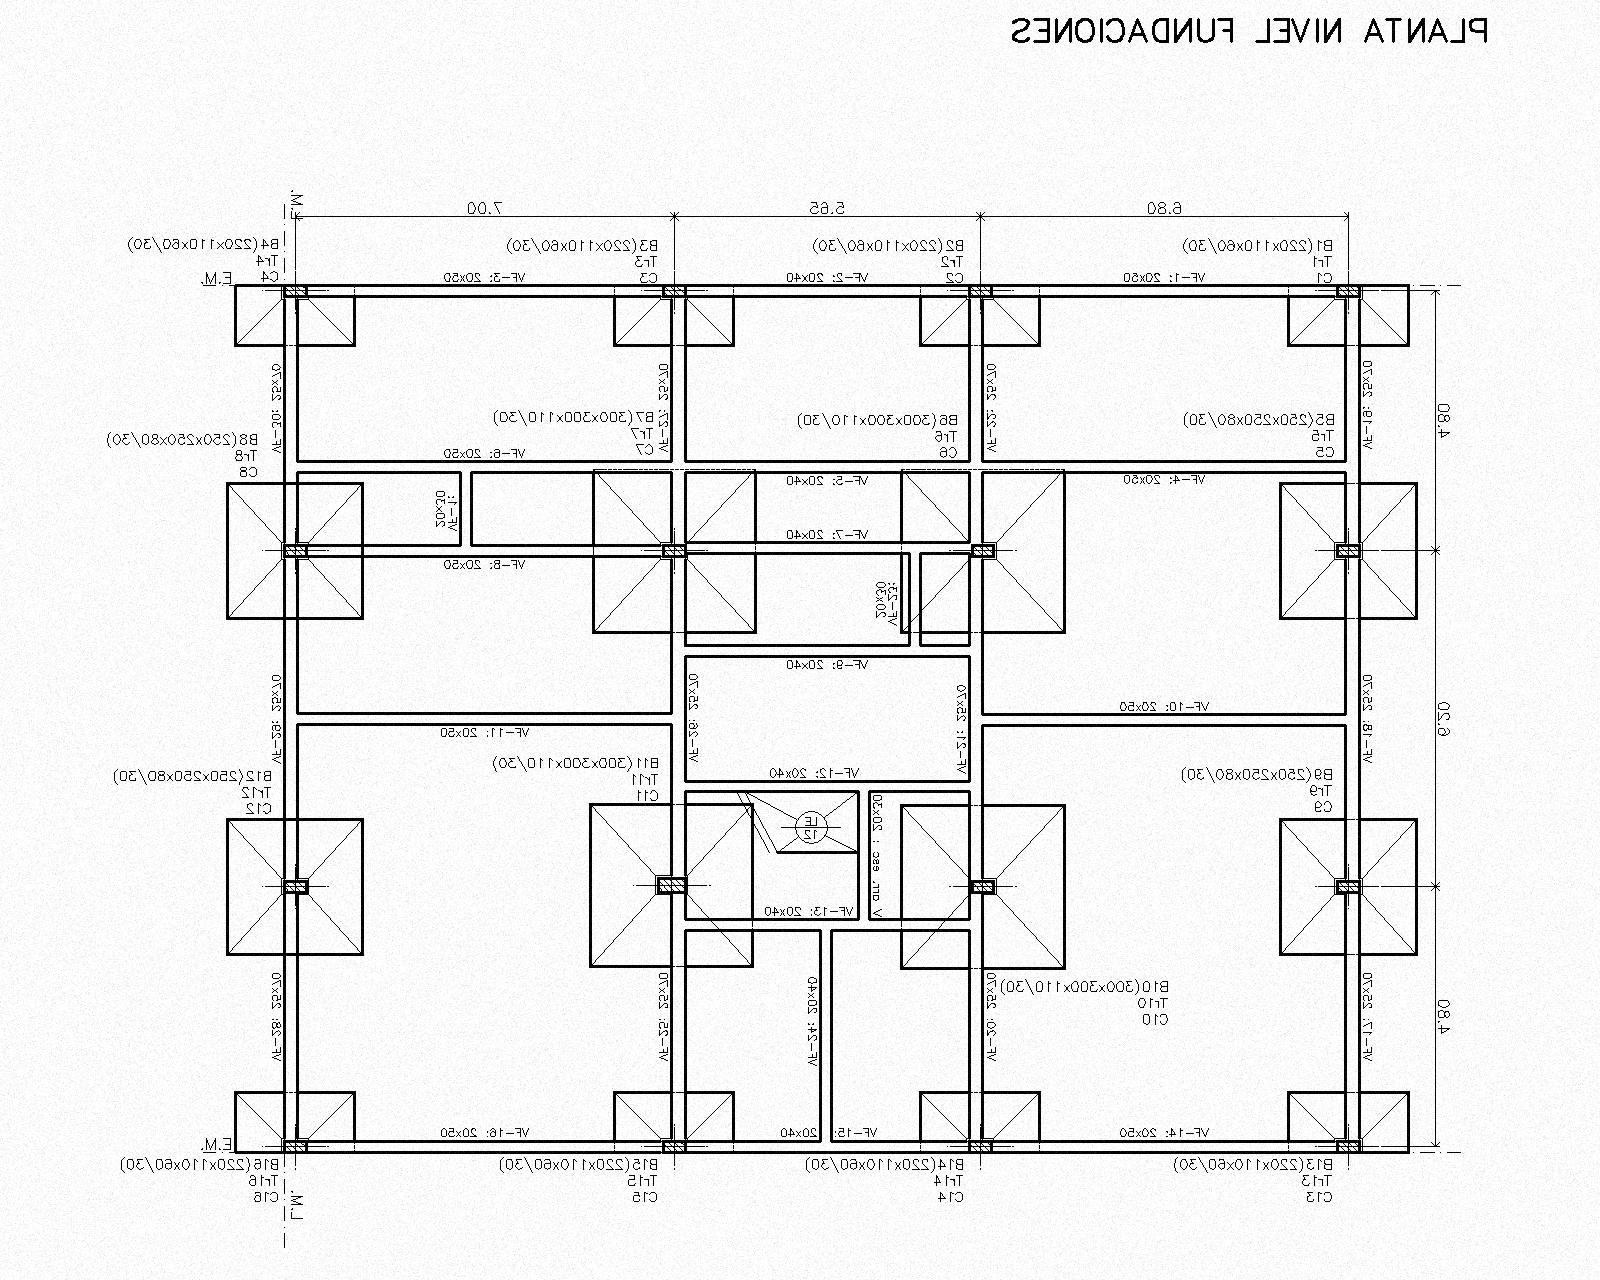 PLANTA NIVEL FUNDACIONES
L.M.
6.80
5.65
7.00
B1(220x110x60/30)
Tr1
C1
B2(220x110x60/30)
Tr2
C2
B3(220x110x60/30)
Tr3
C3
B4(220x110x60/30)
Tr4
C4
E.M.
VF-1: 20x50
VF-2: 20x40
VF-3: 20x50
4.80
VF-19: 25x70
VF-22: 25x70
VF-27: 25x70
VF-30: 25x70
B5(250x250x80/30)
Tr5
C5
B6(300x300x110/30)
Tr6
C6
B7(300x300x110/30)
Tr7
C7
B8(250x250x80/30)
Tr8
C8
VF-6: 20x50
VF-4: 20x50
VF-5: 20x40
VF-1:
20x30
VF-7: 20x40
VF-8: 20x50
VF-23:
20x30
VF-9: 20x40
6.20
VF-18: 25x70
VF-21: 25x70
VF-26: 25x70
VF-29: 25x70
VF-10: 20x50
VF-11: 20x50
VF-12: 20x40
B9(250x250x80/30)
Tr9
C9
B11(300x300x110/30)
Tr11
C11
B12(250x250x80/30)
Tr12
C12
V arr. esc : 20x30
LE
12
VF-13: 20x40
B10(300x300x110/30)
Tr10
C10
4.80
VF-17: 25x70
VF-20: 25x70
VF-24: 20x40
VF-25: 25x70
VF-28: 25x70
VF-14: 20x50
VF-15: 20x40
VF-16: 20x50
E.M.
B13(220x110x60/30)
Tr13
C13
B14(220x110x60/30)
Tr14
C14
B15(220x110x60/30)
Tr15
C15
B16(220x110x60/30)
Tr16
C16
L.M.